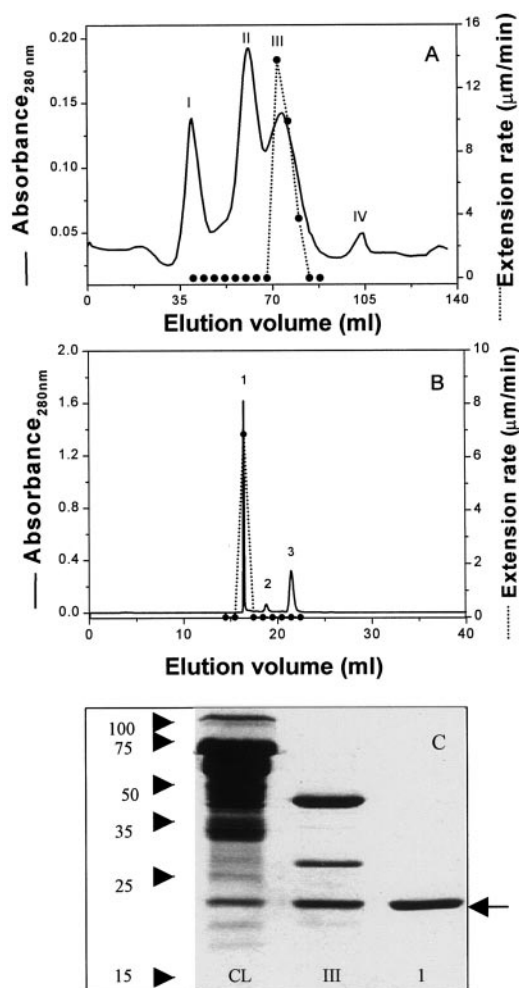 A
I
II
III
IV
0.20
0.15
0.10
0.05
16
12
8
4
0
0
35
70
105
140
Absorbance280nm
Extension rate (µm/min)
Elution volume (ml)
B
1
2
3
2.0
1.6
1.2
0.8
0.4
0.0
10
8
6
4
2
0
0
10
20
30
40
Absorbance280nm
Extension rate (µm/min)
Elution volume (ml)
C
100
75
50
35
25
15
CL
III
1